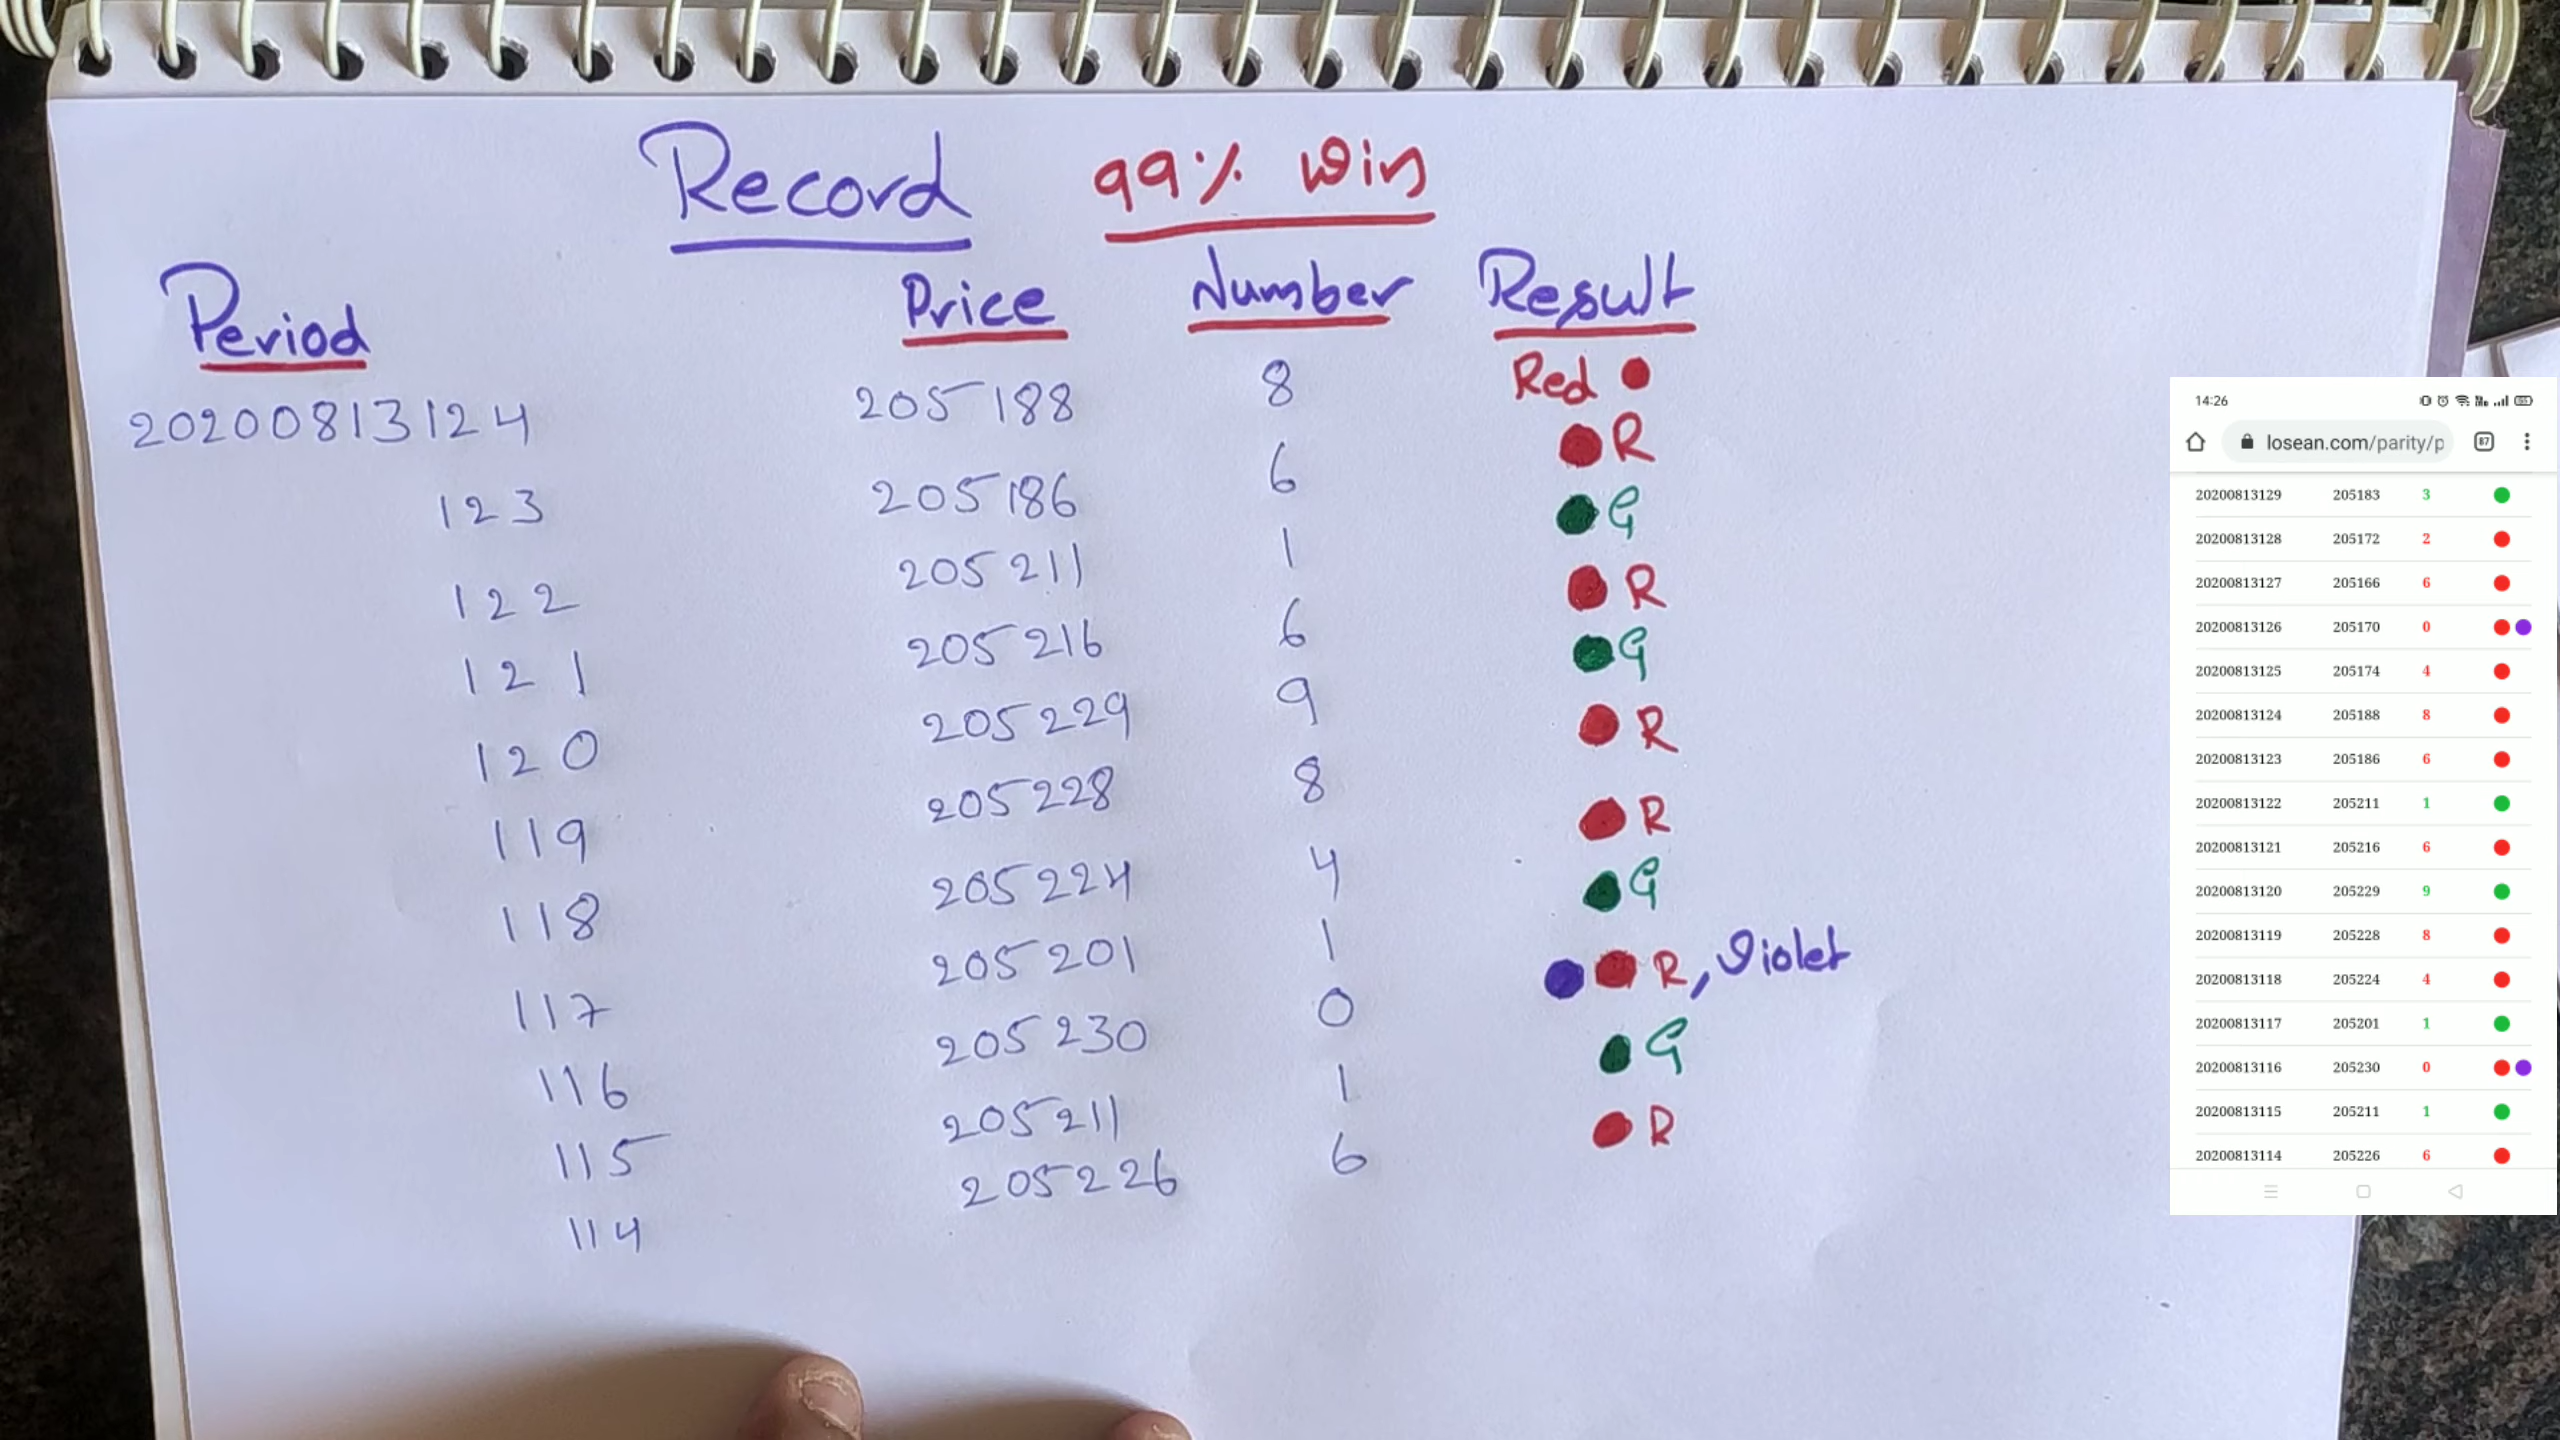 Record 99% Win
Period Price Number Result
20200813124 205188 8 Red
123 205186 6 R
122 205211 1 G
121 205216 6 R
120 205229 9 G
119 205228 8 R
118 205224 4 R
117 205201 1 G
116 205230 0 R, Violet
115 205211 1 G
114 205226 6 R
14:26
losean.com/parity/p 87
20200813129 205183 3
20200813128 205172 2
20200813127 205166 6
20200813126 205170 0
20200813125 205174 4
20200813124 205188 8
20200813123 205186 6
20200813122 205211 1
20200813121 205216 6
20200813120 205229 9
20200813119 205228 8
20200813118 205224 4
20200813117 205201 1
20200813116 205230 0
20200813115 205211 1
20200813114 205226 6